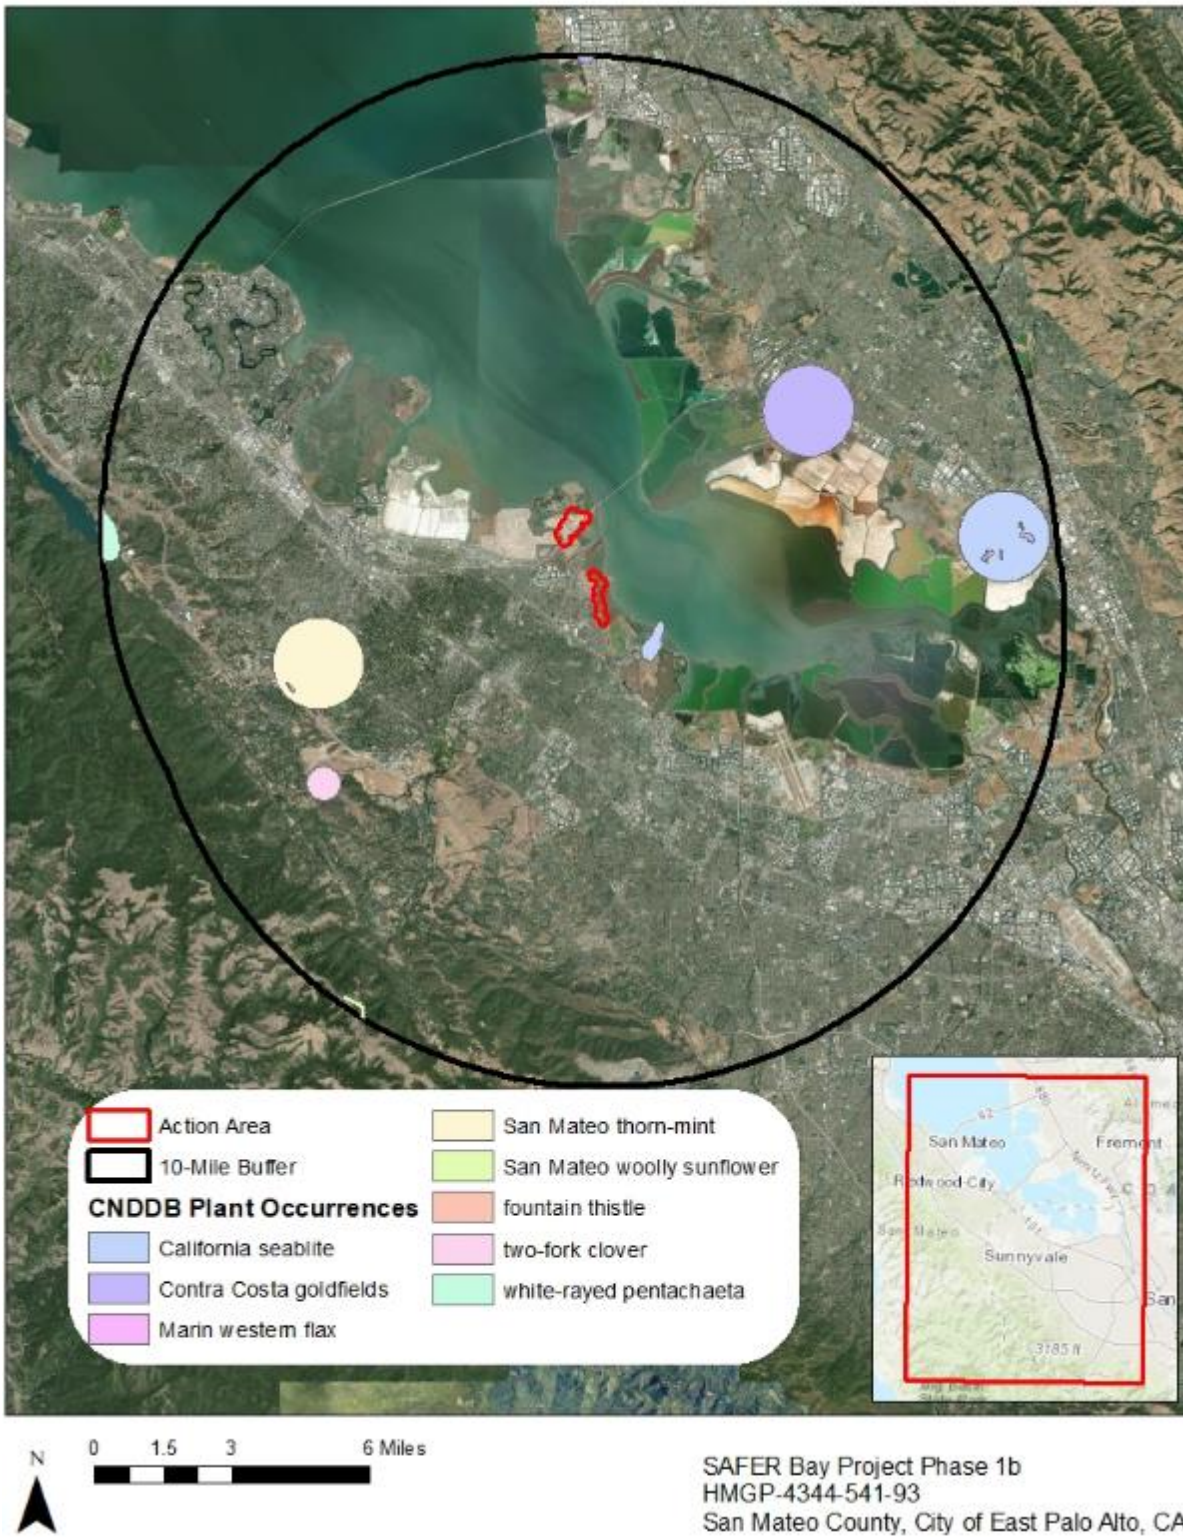 Action Area
10-Mile Buffer
CNDDB Plant Occurrences
California seablite
Contra Costa goldfields
Marin western flax
San Mateo thorn-mint
San Mateo woolly sunflower
fountain thistle
two-fork clover
white-rayed pentachaeta
San Mateo
Fremont
Redwood City
San Mateo
Sunnyvale
San
3185 ft
N
0 1.5 3 6 Miles
SAFER Bay Project Phase 1b
HMGP-4344-541-93
San Mateo County, City of East Palo Alto, CA